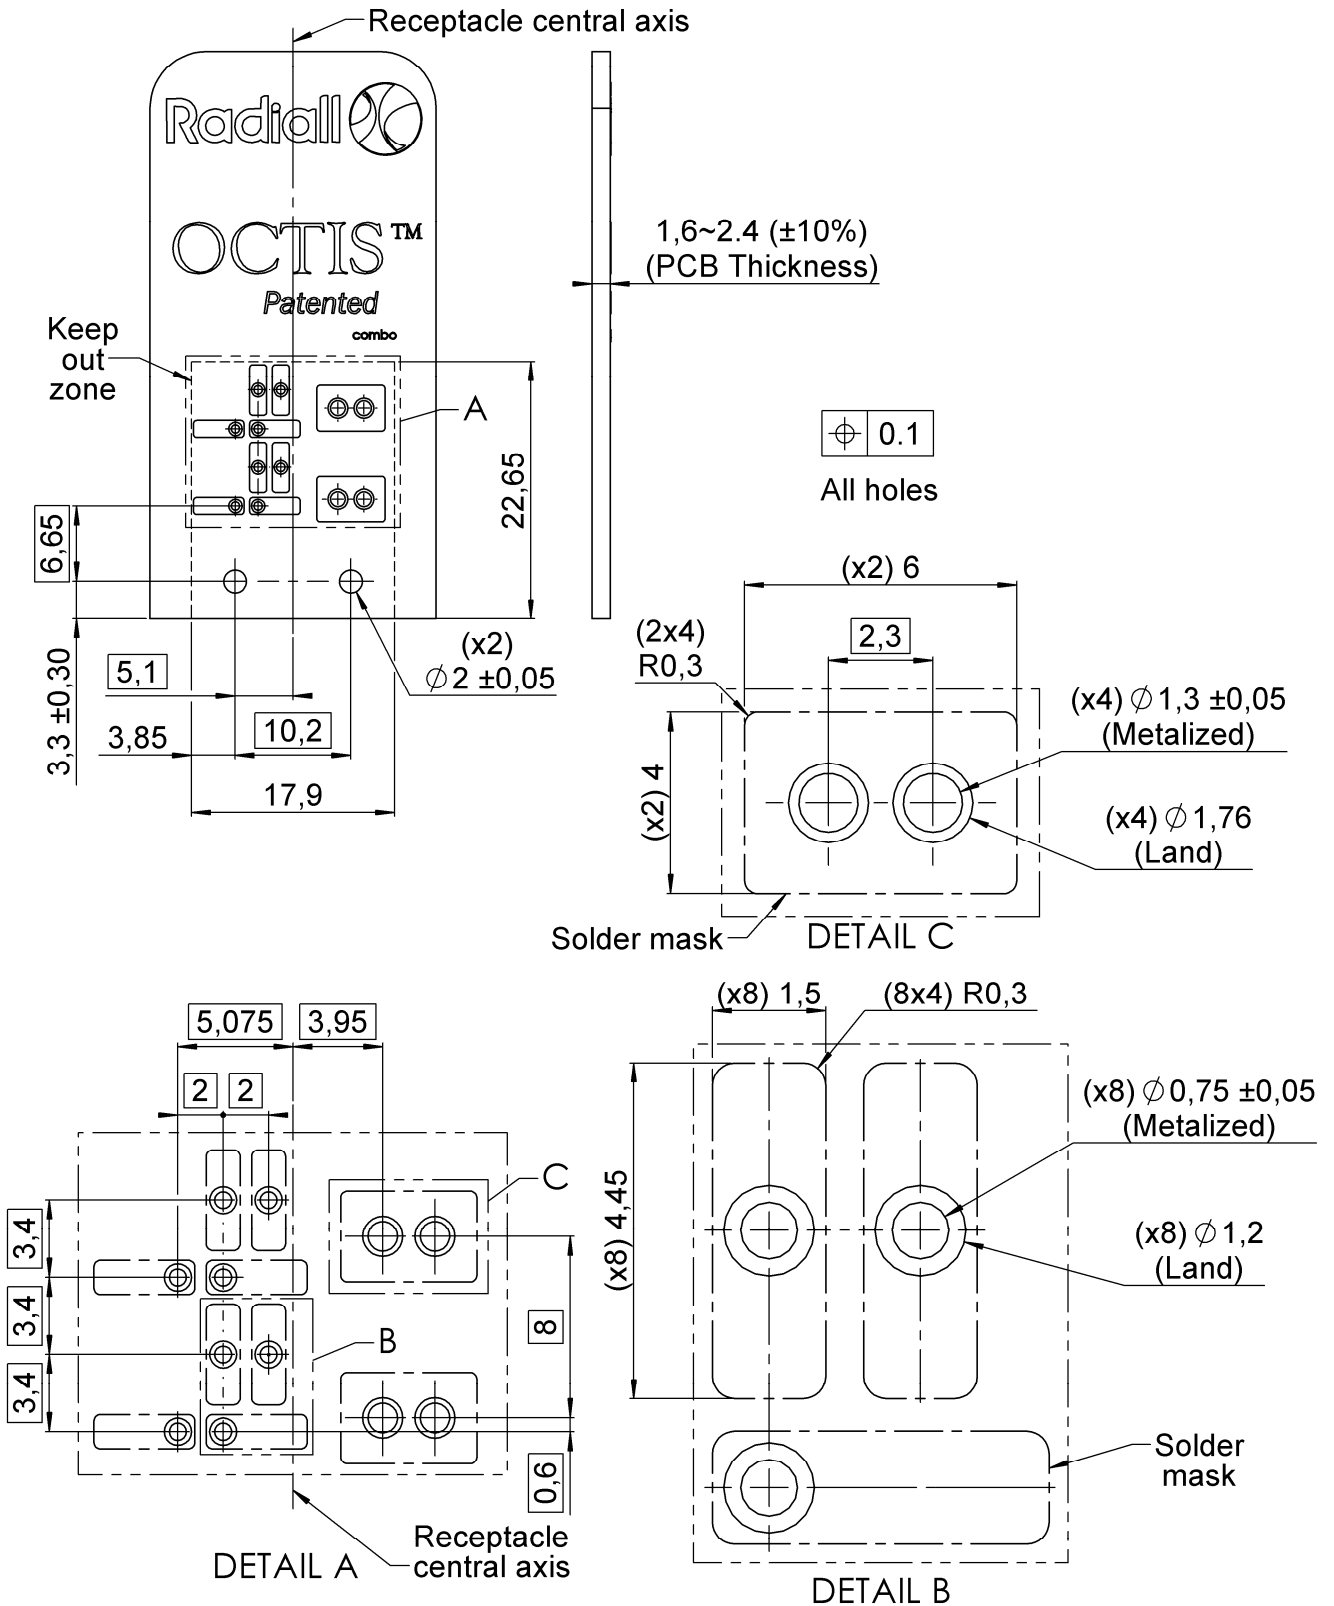 Receptacle central axis
Radiall
OCTIS™
Patented
combo
Keep
out
zone
A
1,6~2.4 (±10%)
(PCB Thickness)
0.1
All holes
22,65
6,65
3,3 ±0,30
5,1
3,85
10,2
17,9
(x2)
∅2 ±0,05
(x2) 6
2,3
(2x4)
R0,3
(x2) 4
(x4) ∅1,3 ±0,05
(Metalized)
(x4) ∅1,76
(Land)
Solder mask
DETAIL C
5,075
3,95
2
2
3,4
3,4
3,4
C
B
8
0,6
Receptacle
central axis
DETAIL A
(x8) 1,5
(8x4) R0,3
(x8) 4,45
(x8) ∅0,75 ±0,05
(Metalized)
(x8) ∅1,2
(Land)
Solder
mask
DETAIL B